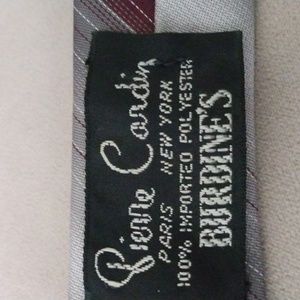 Pierre Cardin
PARIS NEW YORK
100% IMPORTED POLYESTER
BURDINE'S